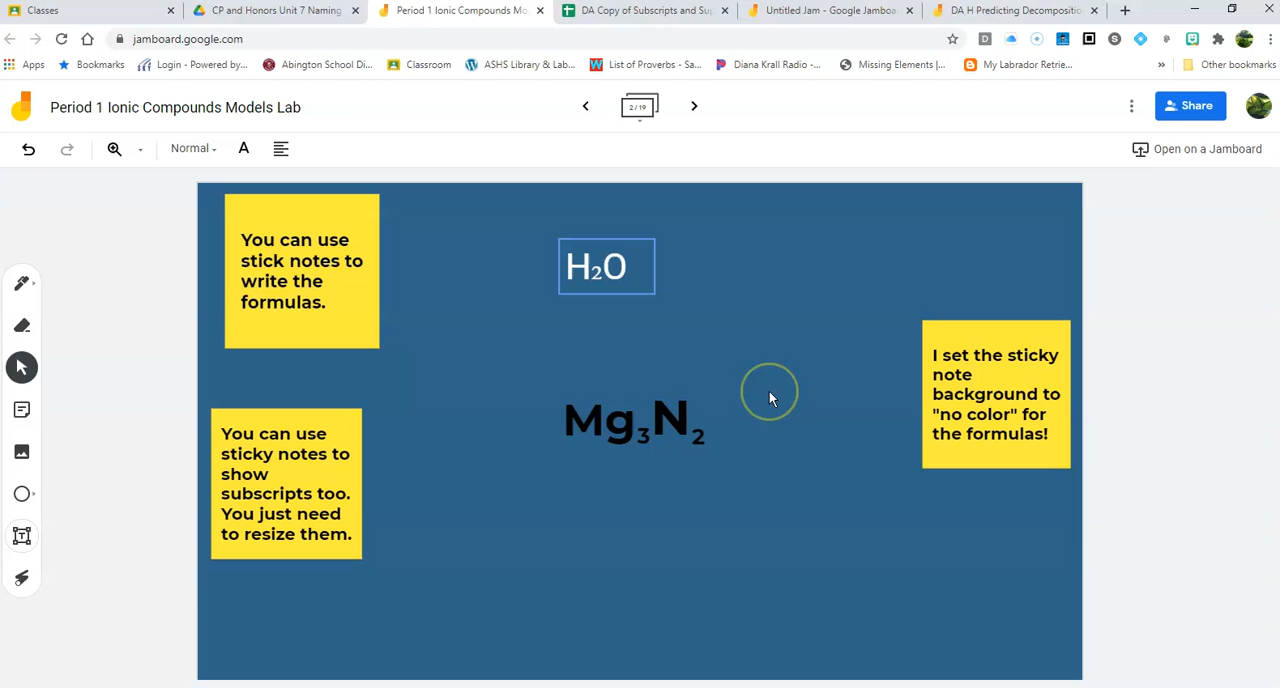 Classes
CP and Honors Unit 7 Naming
Period 1 Ionic Compounds Mo
DA Copy of Subscripts and Sup
Untitled Jam - Google Jamboa
DA H Predicting Decompositio
jamboard.google.com
Apps
Bookmarks
Login - Powered by...
Abington School Di...
Classroom
ASHS Library & Lab...
List of Proverbs - Sa...
Diana Krall Radio -...
Missing Elements |...
My Labrador Retrie...
»
Other bookmarks
Period 1 Ionic Compounds Models Lab
2 / 19
Share
Normal
A
Open on a Jamboard
You can use
stick notes to
write the
formulas.
H₂O
I set the sticky
note
background to
"no color" for
the formulas!
Mg₃N₂
You can use
sticky notes to
show
subscripts too.
You just need
to resize them.